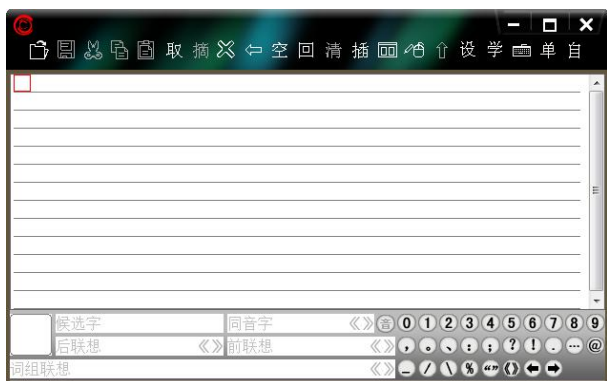 取 摘 空 回 清 插 设 学 单 自
候选字 同音字 《》 音 0 1 2 3 4 5 6 7 8 9
后联想 《》 前联想 《》 , 。 、 : ; ? ! . … @
词组联想 《》 _ / \ % “” 《》